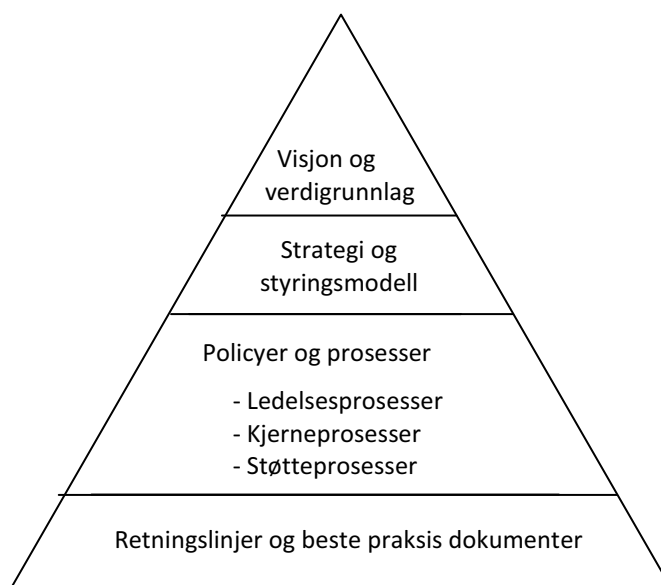 Visjon og
verdigrunnlag
Strategi og
styringsmodell
Policyer og prosesser
- Ledelsesprosesser
- Kjerneprosesser
- Støtteprosesser
Retningslinjer og beste praksis dokumenter